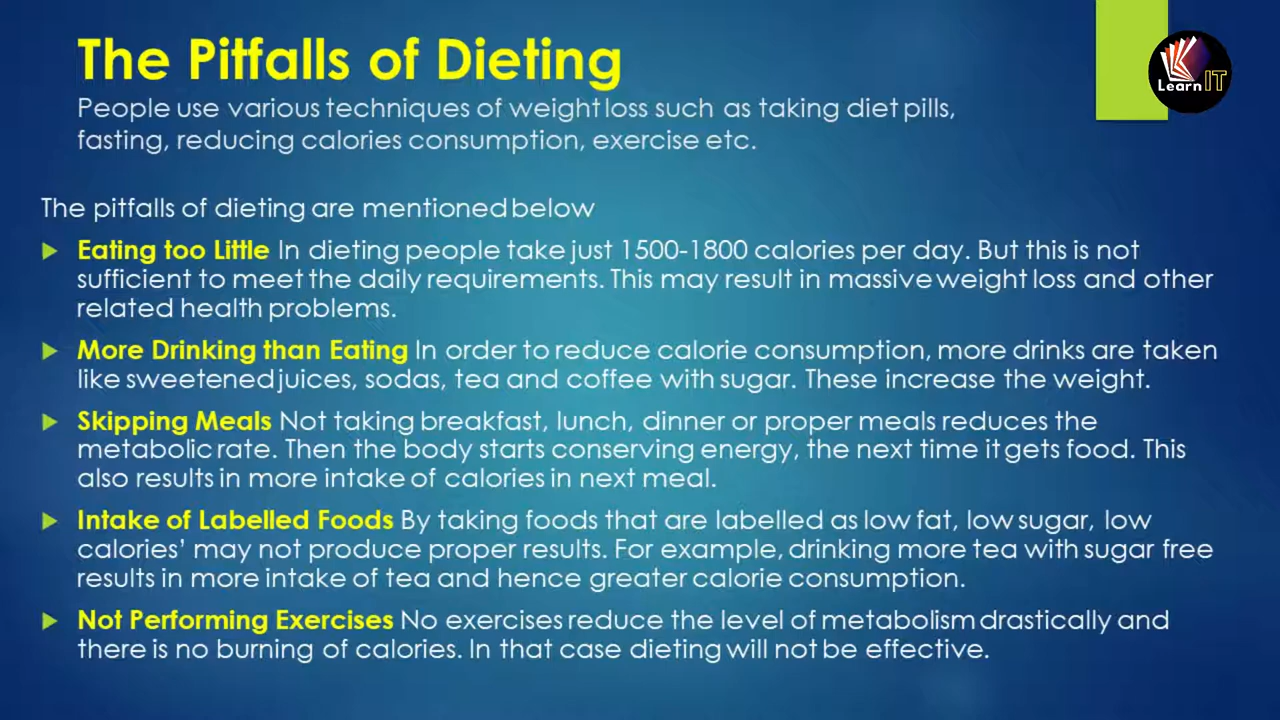 The Pitfalls of Dieting
People use various techniques of weight loss such as taking diet pills,
fasting, reducing calories consumption, exercise etc.
Learn IT
The pitfalls of dieting are mentioned below
Eating too Little In dieting people take just 1500-1800 calories per day. But this is not
sufficient to meet the daily requirements. This may result in massive weight loss and other
related health problems.
More Drinking than Eating In order to reduce calorie consumption, more drinks are taken
like sweetened juices, sodas, tea and coffee with sugar. These increase the weight.
Skipping Meals Not taking breakfast, lunch, dinner or proper meals reduces the
metabolic rate. Then the body starts conserving energy, the next time it gets food. This
also results in more intake of calories in next meal.
Intake of Labelled Foods By taking foods that are labelled as low fat, low sugar, low
calories’ may not produce proper results. For example, drinking more tea with sugar free
results in more intake of tea and hence greater calorie consumption.
Not Performing Exercises No exercises reduce the level of metabolism drastically and
there is no burning of calories. In that case dieting will not be effective.